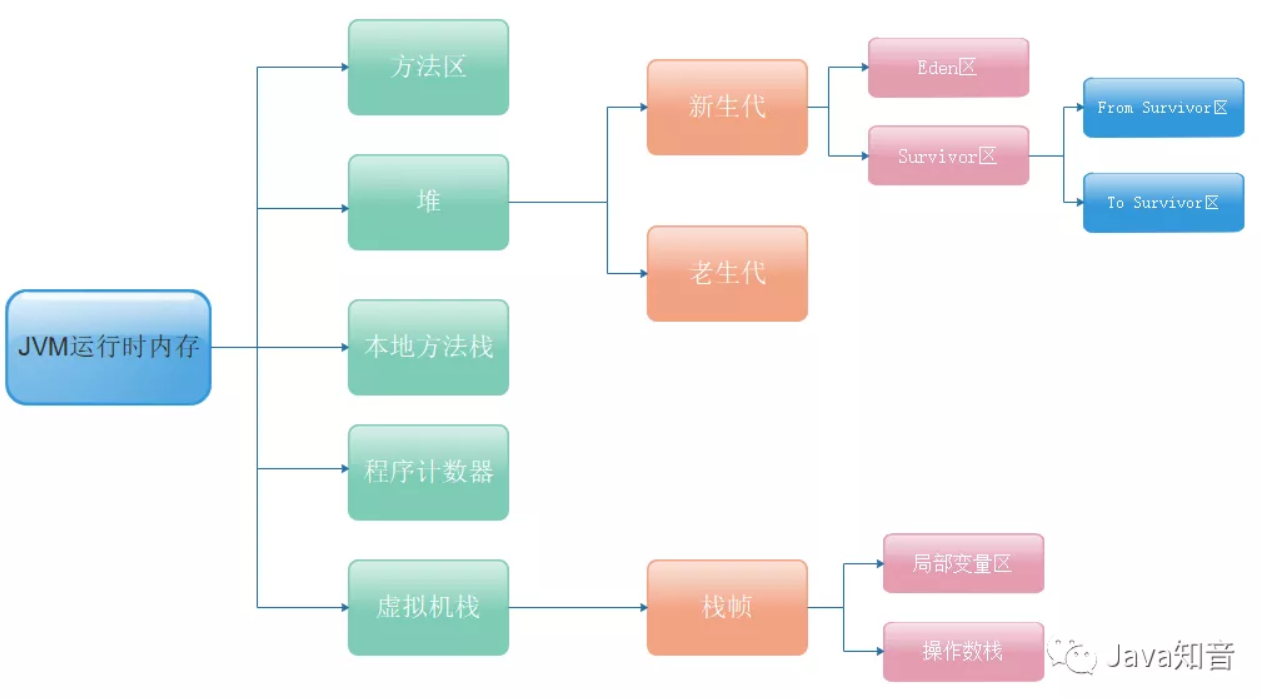 JVM运行时内存
方法区
堆
本地方法栈
程序计数器
虚拟机栈
新生代
老生代
栈帧
Eden区
Survivor区
From Survivor区
To Survivor区
局部变量区
操作数栈
Java知音